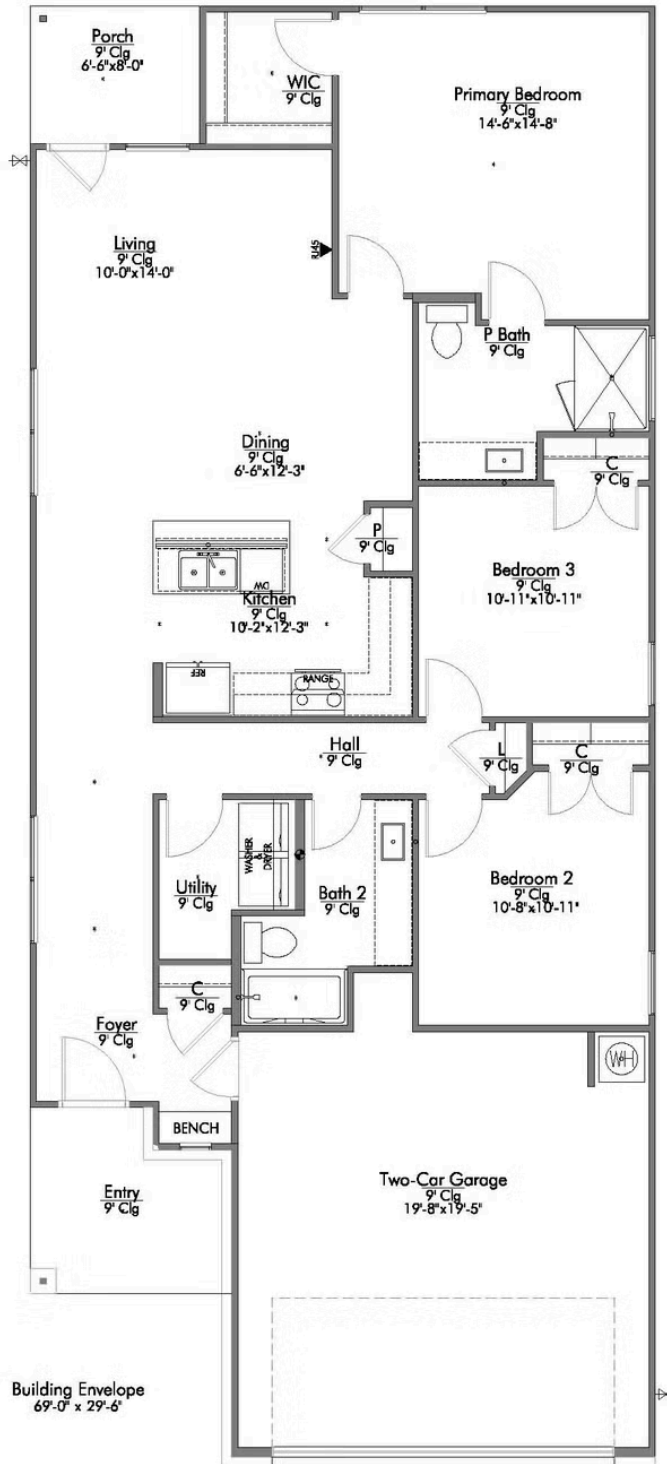 Porch
9' Clg
6'-6"x8'-0"
WIC
9' Clg
Primary Bedroom
9' Clg
14'-6"x14'-8"
Living
9' Clg
10'-0"x14'-0"
RJ45
P Bath
9' Clg
Dining
9' Clg
6'-6"x12'-3"
C
9' Clg
P
9' Clg
Bedroom 3
9' Clg
10'-11"x10'-11"
DW
Kitchen
9' Clg
10'-2"x12'-3"
REF
RANGE
Hall
9' Clg
L
9' Clg
C
9' Clg
WASHER
&
DRYER
Utility
9' Clg
Bath 2
9' Clg
Bedroom 2
9' Clg
10'-8"x10'-11"
C
9' Clg
Foyer
9' Clg
WH
BENCH
Entry
9' Clg
Two-Car Garage
9' Clg
19'-8"x19'-5"
Building Envelope
69'-0" x 29'-6"